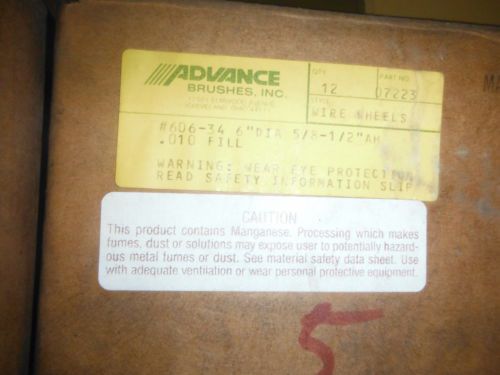 ADVANCE
BRUSHES, INC.
QTY.
PART NO.
12
07223
STYLE
WIRE WHEELS
#606-34 6"DIA 5/8-1/2"AH
.010 FILL
WARNING: WEAR EYE PROTECTION
READ SAFETY INFORMATION SLIP
CAUTION
This product contains Manganese. Processing which makes
fumes, dust or solutions may expose user to potentially hazard-
ous metal fumes or dust. See material safety data sheet. Use
with adequate ventilation or wear personal protective equipment.
5